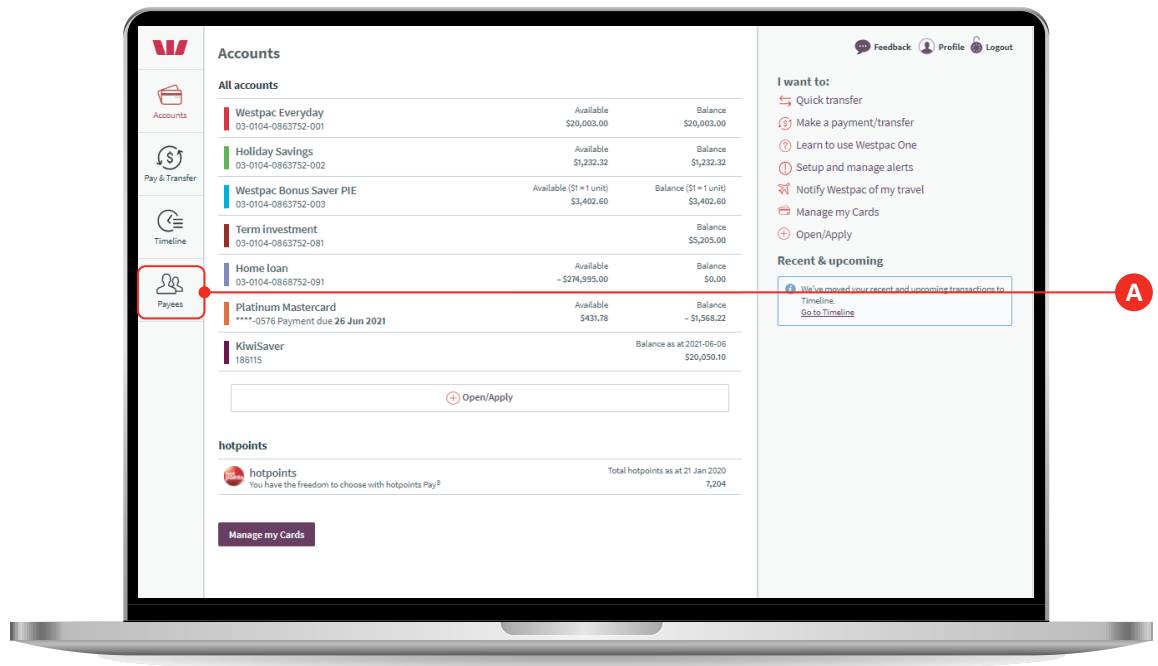 Accounts
Feedback Profile Logout
Accounts
Pay & Transfer
Timeline
Payees
All accounts
Westpac Everyday Available Balance
03-0104-0863752-001 $20,003.00 $20,003.00
Holiday Savings Available Balance
03-0104-0863752-002 $1,232.32 $1,232.32
Westpac Bonus Saver PIE Available ($1 = 1 unit) Balance ($1 = 1 unit)
03-0104-0863752-003 $3,402.60 $3,402.60
Term investment Balance
03-0104-0863752-081 $5,205.00
Home loan Available Balance
03-0104-0868752-091 – $274,995.00 $0.00
Platinum Mastercard Available Balance
****-0576 Payment due 26 Jun 2021 $431.78 – $1,568.22
KiwiSaver Balance as at 2021-06-06
186115 $20,050.10
Open/Apply
hotpoints
hotpoints Total hotpoints as at 21 Jan 2020
You have the freedom to choose with hotpoints Pay® 7,204
Manage my Cards
I want to:
Quick transfer
Make a payment/transfer
Learn to use Westpac One
Setup and manage alerts
Notify Westpac of my travel
Manage my Cards
Open/Apply
Recent & upcoming
We've moved your recent and upcoming transactions to
Timeline.
Go to Timeline
A